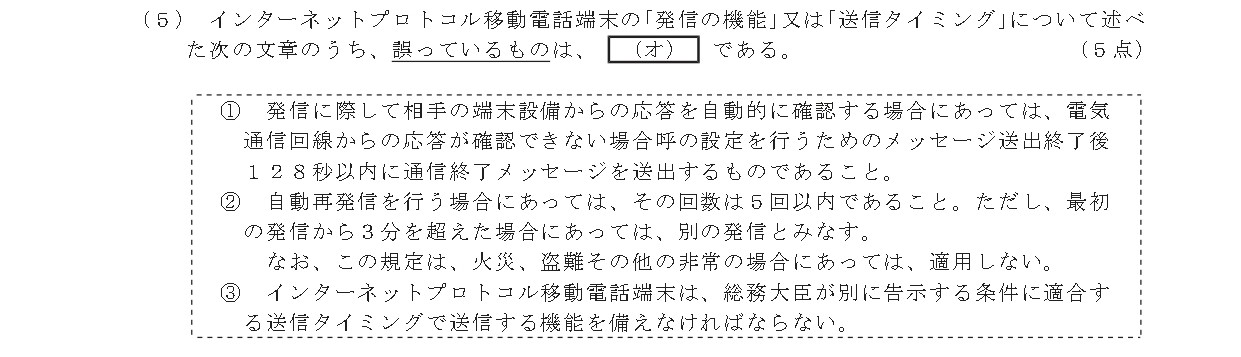 (５) インターネットプロトコル移動電話端末の｢発信の機能｣又は｢送信タイミング｣について述べ
た次の文章のうち、誤っているものは、 (オ) である。 (５点)
① 発信に際して相手の端末設備からの応答を自動的に確認する場合にあっては、電気
通信回線からの応答が確認できない場合呼の設定を行うためのメッセージ送出終了後
１２８秒以内に通信終了メッセージを送出するものであること。
② 自動再発信を行う場合にあっては、その回数は５回以内であること。ただし、最初
の発信から３分を超えた場合にあっては、別の発信とみなす。
なお、この規定は、火災、盗難その他の非常の場合にあっては、適用しない。
③ インターネットプロトコル移動電話端末は、総務大臣が別に告示する条件に適合す
る送信タイミングで送信する機能を備えなければならない。